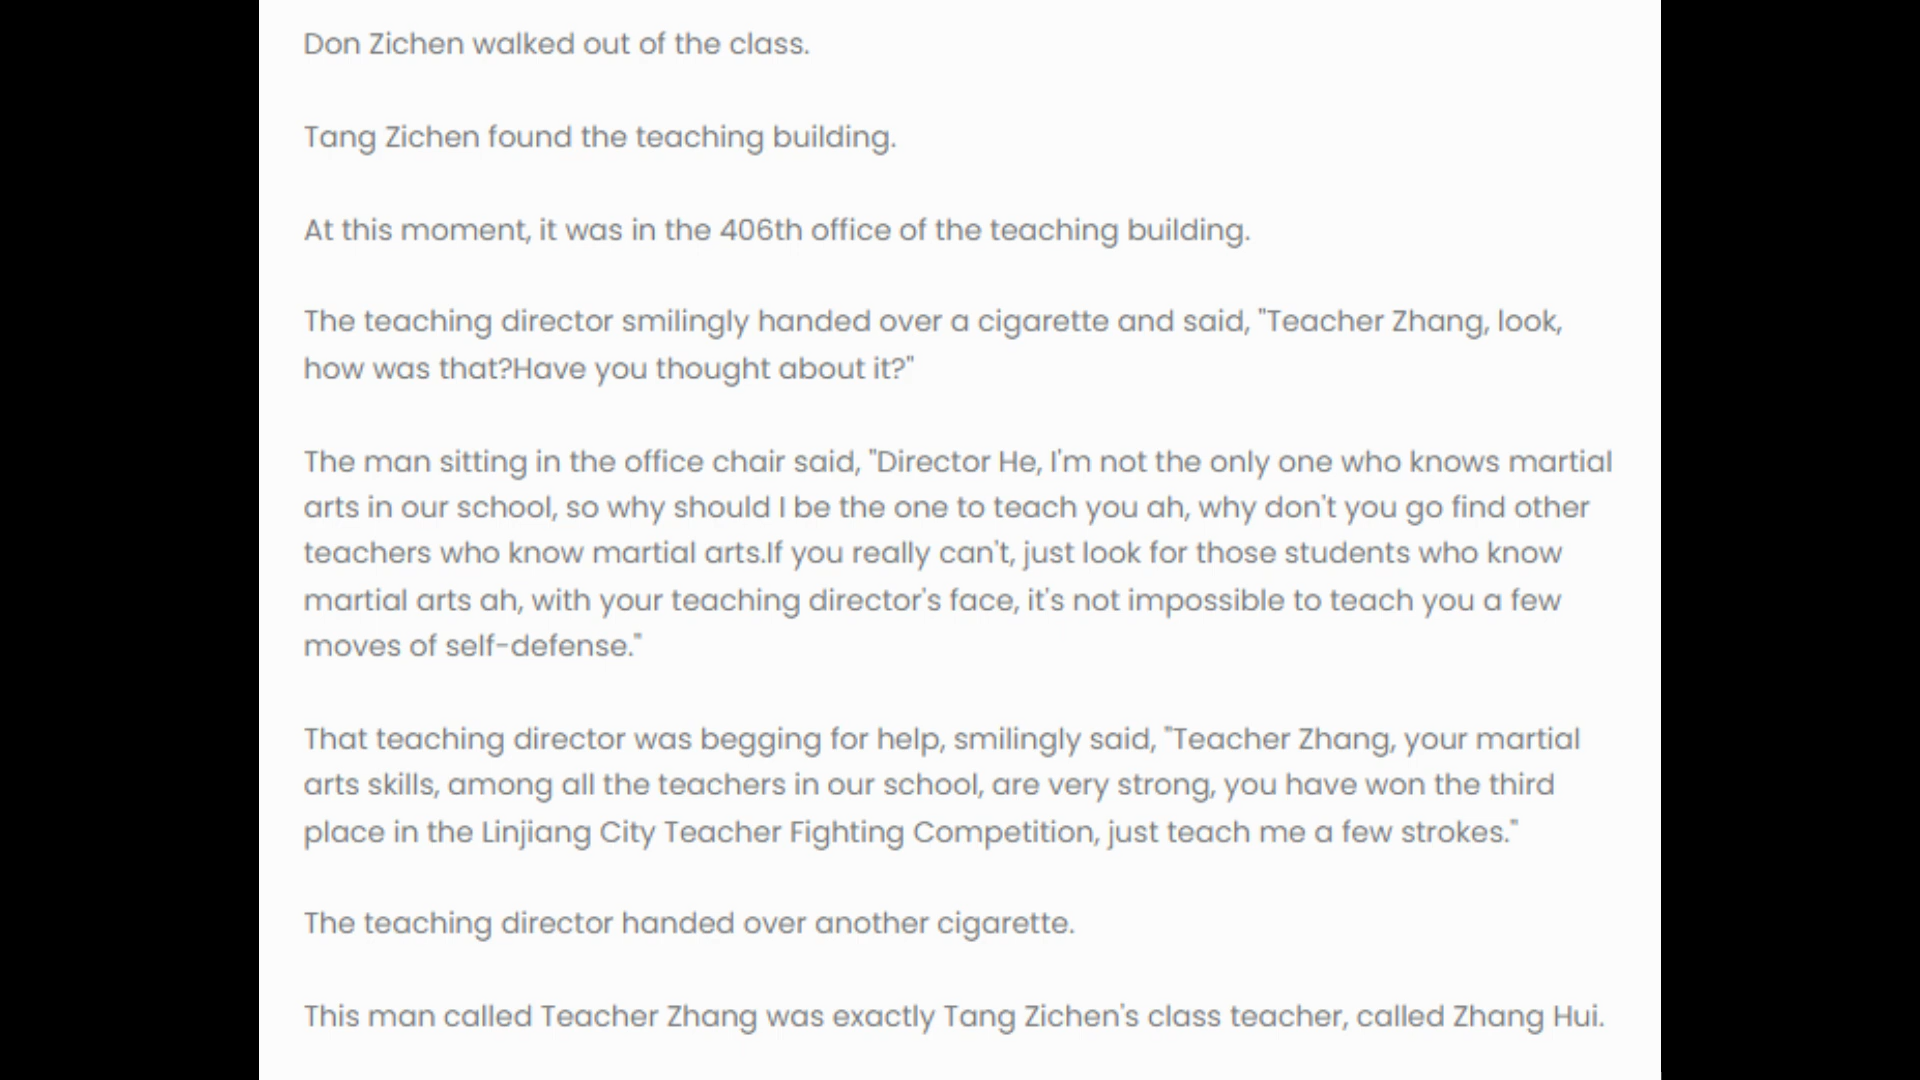 Don Zichen walked out of the class.
Tang Zichen found the teaching building.
At this moment, it was in the 406th office of the teaching building.
The teaching director smilingly handed over a cigarette and said, "Teacher Zhang, look,
how was that?Have you thought about it?"
The man sitting in the office chair said, "Director He, I'm not the only one who knows martial
arts in our school, so why should I be the one to teach you ah, why don't you go find other
teachers who know martial arts.If you really can't, just look for those students who know
martial arts ah, with your teaching director's face, it's not impossible to teach you a few
moves of self-defense."
That teaching director was begging for help, smilingly said, "Teacher Zhang, your martial
arts skills, among all the teachers in our school, are very strong, you have won the third
place in the Linjiang City Teacher Fighting Competition, just teach me a few strokes."
The teaching director handed over another cigarette.
This man called Teacher Zhang was exactly Tang Zichen's class teacher, called Zhang Hui.